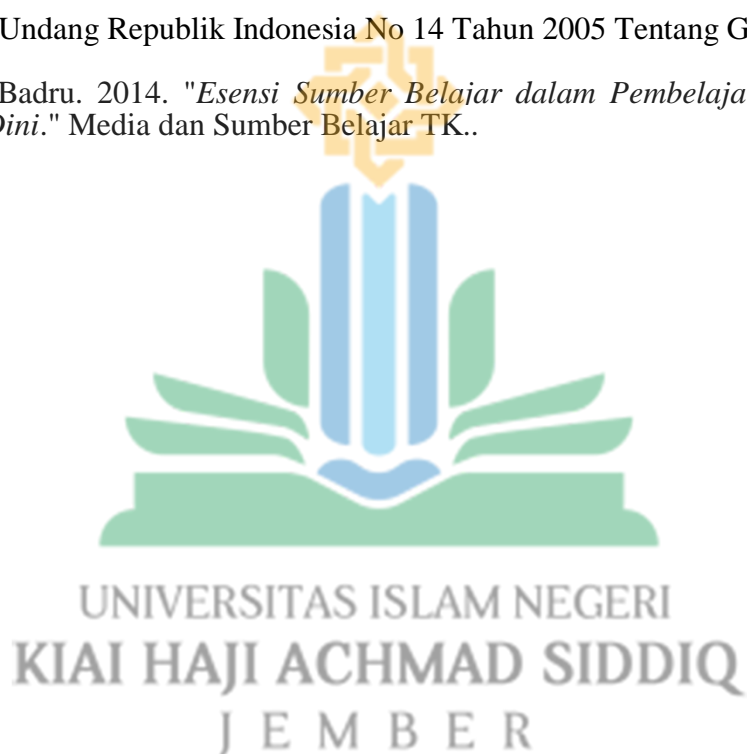 Undang Republik Indonesia No 14 Tahun 2005 Tentang G
Badru. 2014. "Esensi Sumber Belajar dalam Pembelaja
Dini." Media dan Sumber Belajar TK..
UNIVERSITAS ISLAM NEGERI
KIAI HAJI ACHMAD SIDDIQ
JEMBER